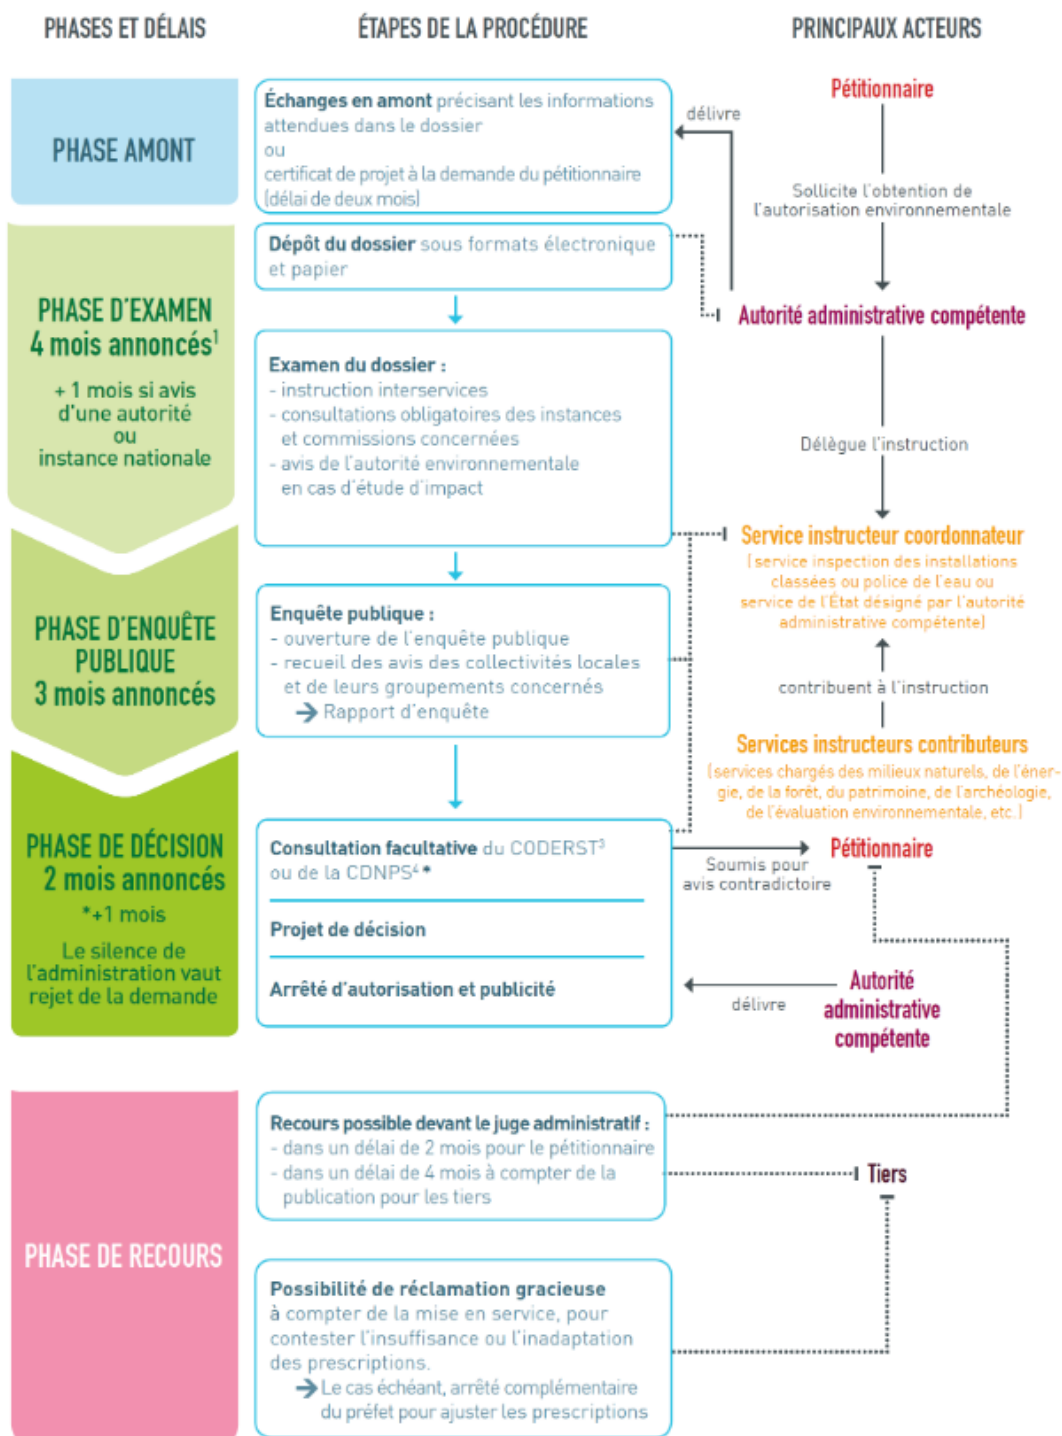 PHASES ET DÉLAIS
ÉTAPES DE LA PROCÉDURE
PRINCIPAUX ACTEURS
PHASE AMONT
Échanges en amont précisant les informations
attendues dans le dossier
ou
certificat de projet à la demande du pétitionnaire
(délai de deux mois)
délivre
Pétitionnaire
Sollicite l'obtention de
l'autorisation environnementale
PHASE D'EXAMEN
4 mois annoncés¹
+ 1 mois si avis
d'une autorité
ou
instance nationale
Dépôt du dossier sous formats électronique
et papier
Autorité administrative compétente
Examen du dossier :
- instruction interservices
- consultations obligatoires des instances
et commissions concernées
- avis de l'autorité environnementale
en cas d'étude d'impact
Délègue l'instruction
Service instructeur coordonnateur
(service inspection des installations
classées ou police de l'eau ou
service de l'État désigné par l'autorité
administrative compétente)
PHASE D'ENQUÊTE
PUBLIQUE
3 mois annoncés
Enquête publique :
- ouverture de l'enquête publique
- recueil des avis des collectivités locales
et de leurs groupements concernés
→ Rapport d'enquête
contribuent à l'instruction
Services instructeurs contributeurs
(services chargés des milieux naturels, de l'éner-
gie, de la forêt, du patrimoine, de l'archéologie,
de l'évaluation environnementale, etc.)
PHASE DE DÉCISION
2 mois annoncés
*+1 mois
Le silence de
l'administration vaut
rejet de la demande
Consultation facultative du CODERST³
ou de la CDNPS⁴ *
Projet de décision
Arrêté d'autorisation et publicité
Soumis pour
avis contradictoire
Pétitionnaire
délivre
Autorité
administrative
compétente
PHASE DE RECOURS
Recours possible devant le juge administratif :
- dans un délai de 2 mois pour le pétitionnaire
- dans un délai de 4 mois à compter de la
publication pour les tiers
Tiers
Possibilité de réclamation gracieuse
à compter de la mise en service, pour
contester l'insuffisance ou l'inadaptation
des prescriptions.
→ Le cas échéant, arrêté complémentaire
du préfet pour ajuster les prescriptions